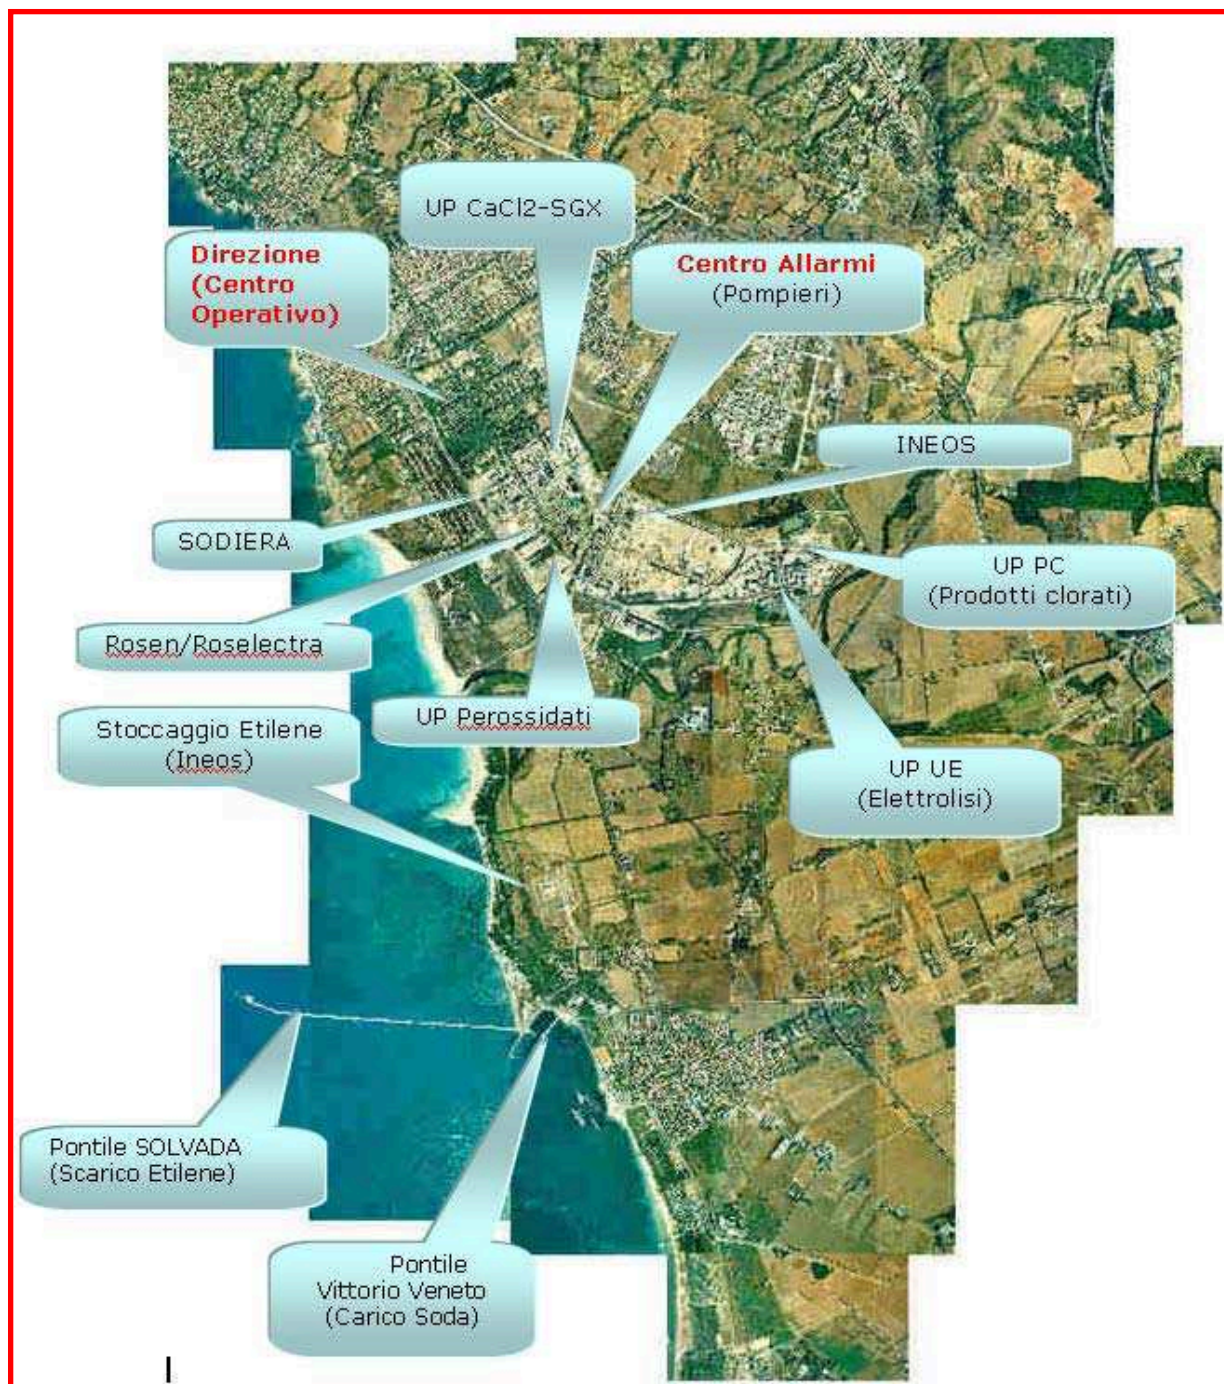 UP CaCl2-SGX
Direzione
(Centro
Operativo)
Centro Allarmi
(Pompieri)
INEOS
SODIERA
UP PC
(Prodotti clorati)
Rosen/Roselectra
UP Perossidati
Stoccaggio Etilene
(Ineos)
UP UE
(Elettrolisi)
Pontile SOLVADA
(Scarico Etilene)
Pontile
Vittorio Veneto
(Carico Soda)